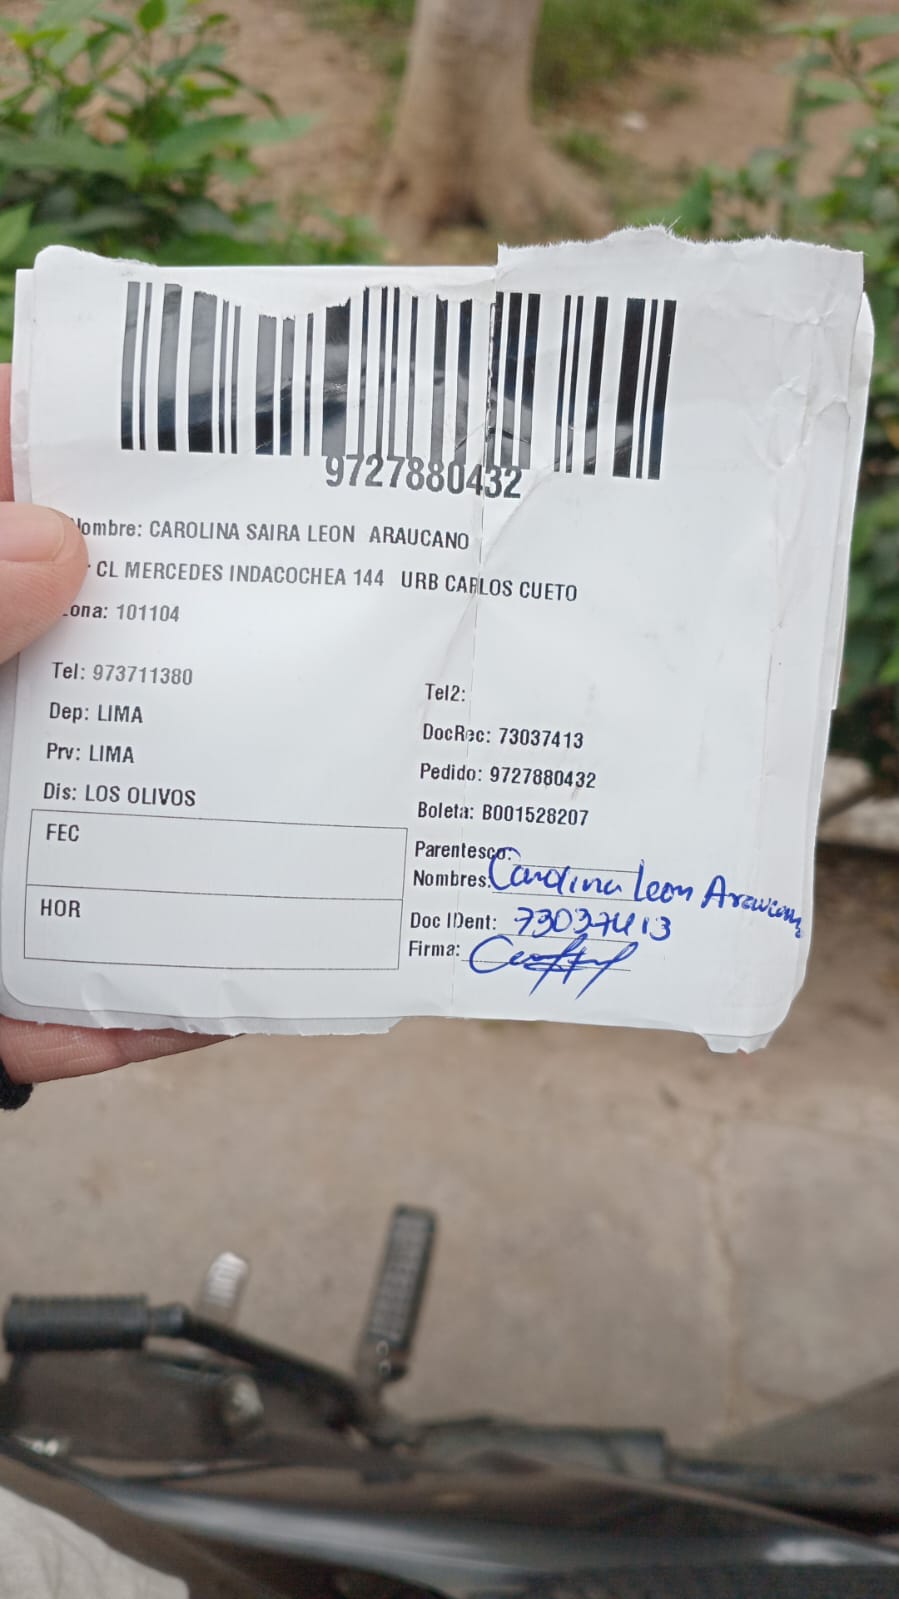 9727880432
Nombre: CAROLINA SAIRA LEON ARAUCANO
: CL MERCEDES INDACOCHEA 144 URB CARLOS CUETO
Zona: 101104
Tel: 973711380
Tel2:
Dep: LIMA
DocRec: 73037413
Prv: LIMA
Pedido: 9727880432
Dis: LOS OLIVOS
Boleta: B001528207
FEC
Parentesco:
Nombres: Carolina Leon Araucano
HOR
Doc IDent: 73037413
Firma: